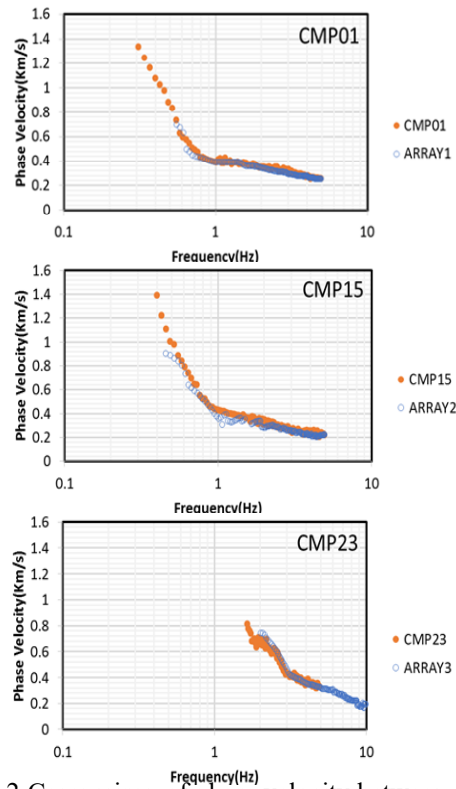 CMP01
1.6
1.4
1.2
1
0.8
0.6
0.4
0.2
0
Phase Velocity(Km/s)
0.1 1 10
Frequency(Hz)
CMP01
ARRAY1
CMP15
1.6
1.4
1.2
1
0.8
0.6
0.4
0.2
0
Phase Velocity(Km/s)
0.1 1 10
Frequency(Hz)
CMP15
ARRAY2
CMP23
1.6
1.4
1.2
1
0.8
0.6
0.4
0.2
0
Phase Velocity(Km/s)
0.1 1 10
Frequency(Hz)
CMP23
ARRAY3